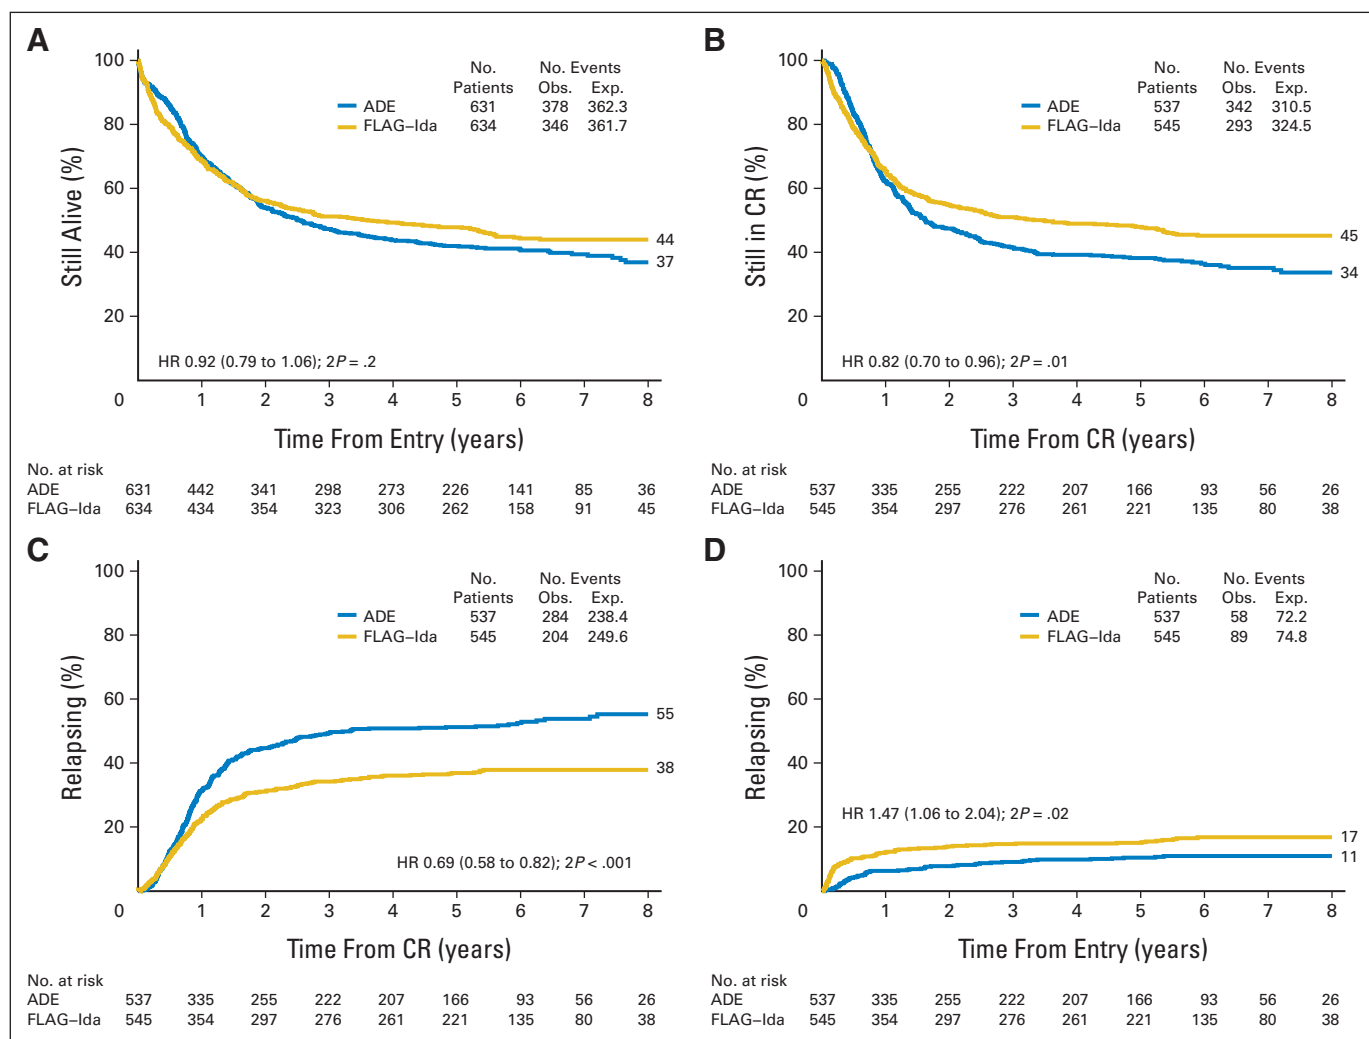 A
100
80
60
40
20
0
Still Alive (%)
No. No. Events
Patients Obs. Exp.
ADE 631 378 362.3
FLAG–Ida 634 346 361.7
44
37
HR 0.92 (0.79 to 1.06); 2P = .2
1 2 3 4 5 6 7 8
Time From Entry (years)
No. at risk
ADE 631 442 341 298 273 226 141 85 36
FLAG–Ida 634 434 354 323 306 262 158 91 45
B
100
80
60
40
20
0
Still in CR (%)
No. No. Events
Patients Obs. Exp.
ADE 537 342 310.5
FLAG–Ida 545 293 324.5
45
34
HR 0.82 (0.70 to 0.96); 2P = .01
1 2 3 4 5 6 7 8
Time From CR (years)
No. at risk
ADE 537 335 255 222 207 166 93 56 26
FLAG–Ida 545 354 297 276 261 221 135 80 38
C
100
80
60
40
20
0
Relapsing (%)
No. No. Events
Patients Obs. Exp.
ADE 537 284 238.4
FLAG–Ida 545 204 249.6
55
38
HR 0.69 (0.58 to 0.82); 2P < .001
1 2 3 4 5 6 7 8
Time From CR (years)
No. at risk
ADE 537 335 255 222 207 166 93 56 26
FLAG–Ida 545 354 297 276 261 221 135 80 38
D
100
80
60
40
20
0
Relapsing (%)
No. No. Events
Patients Obs. Exp.
ADE 537 58 72.2
FLAG–Ida 545 89 74.8
HR 1.47 (1.06 to 2.04); 2P = .02
17
11
1 2 3 4 5 6 7 8
Time From Entry (years)
No. at risk
ADE 537 335 255 222 207 166 93 56 26
FLAG–Ida 545 354 297 276 261 221 135 80 38